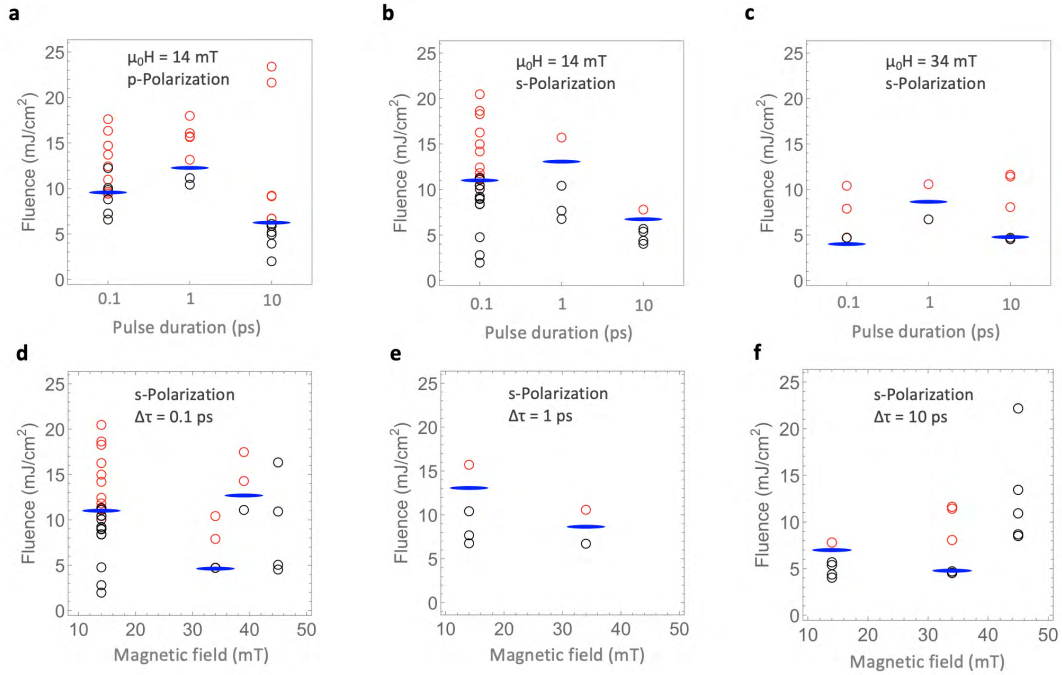 a
μ₀H = 14 mT
p-Polarization
Fluence (mJ/cm²)
25
20
15
10
5
0
0.1 1 10
Pulse duration (ps)
b
μ₀H = 14 mT
s-Polarization
Fluence (mJ/cm²)
25
20
15
10
5
0
0.1 1 10
Pulse duration (ps)
c
μ₀H = 34 mT
s-Polarization
Fluence (mJ/cm²)
25
20
15
10
5
0
0.1 1 10
Pulse duration (ps)
d
s-Polarization
Δτ = 0.1 ps
Fluence (mJ/cm²)
25
20
15
10
5
0
10 20 30 40 50
Magnetic field (mT)
e
s-Polarization
Δτ = 1 ps
Fluence (mJ/cm²)
25
20
15
10
5
0
10 20 30 40 50
Magnetic field (mT)
f
s-Polarization
Δτ = 10 ps
Fluence (mJ/cm²)
25
20
15
10
5
0
10 20 30 40 50
Magnetic field (mT)